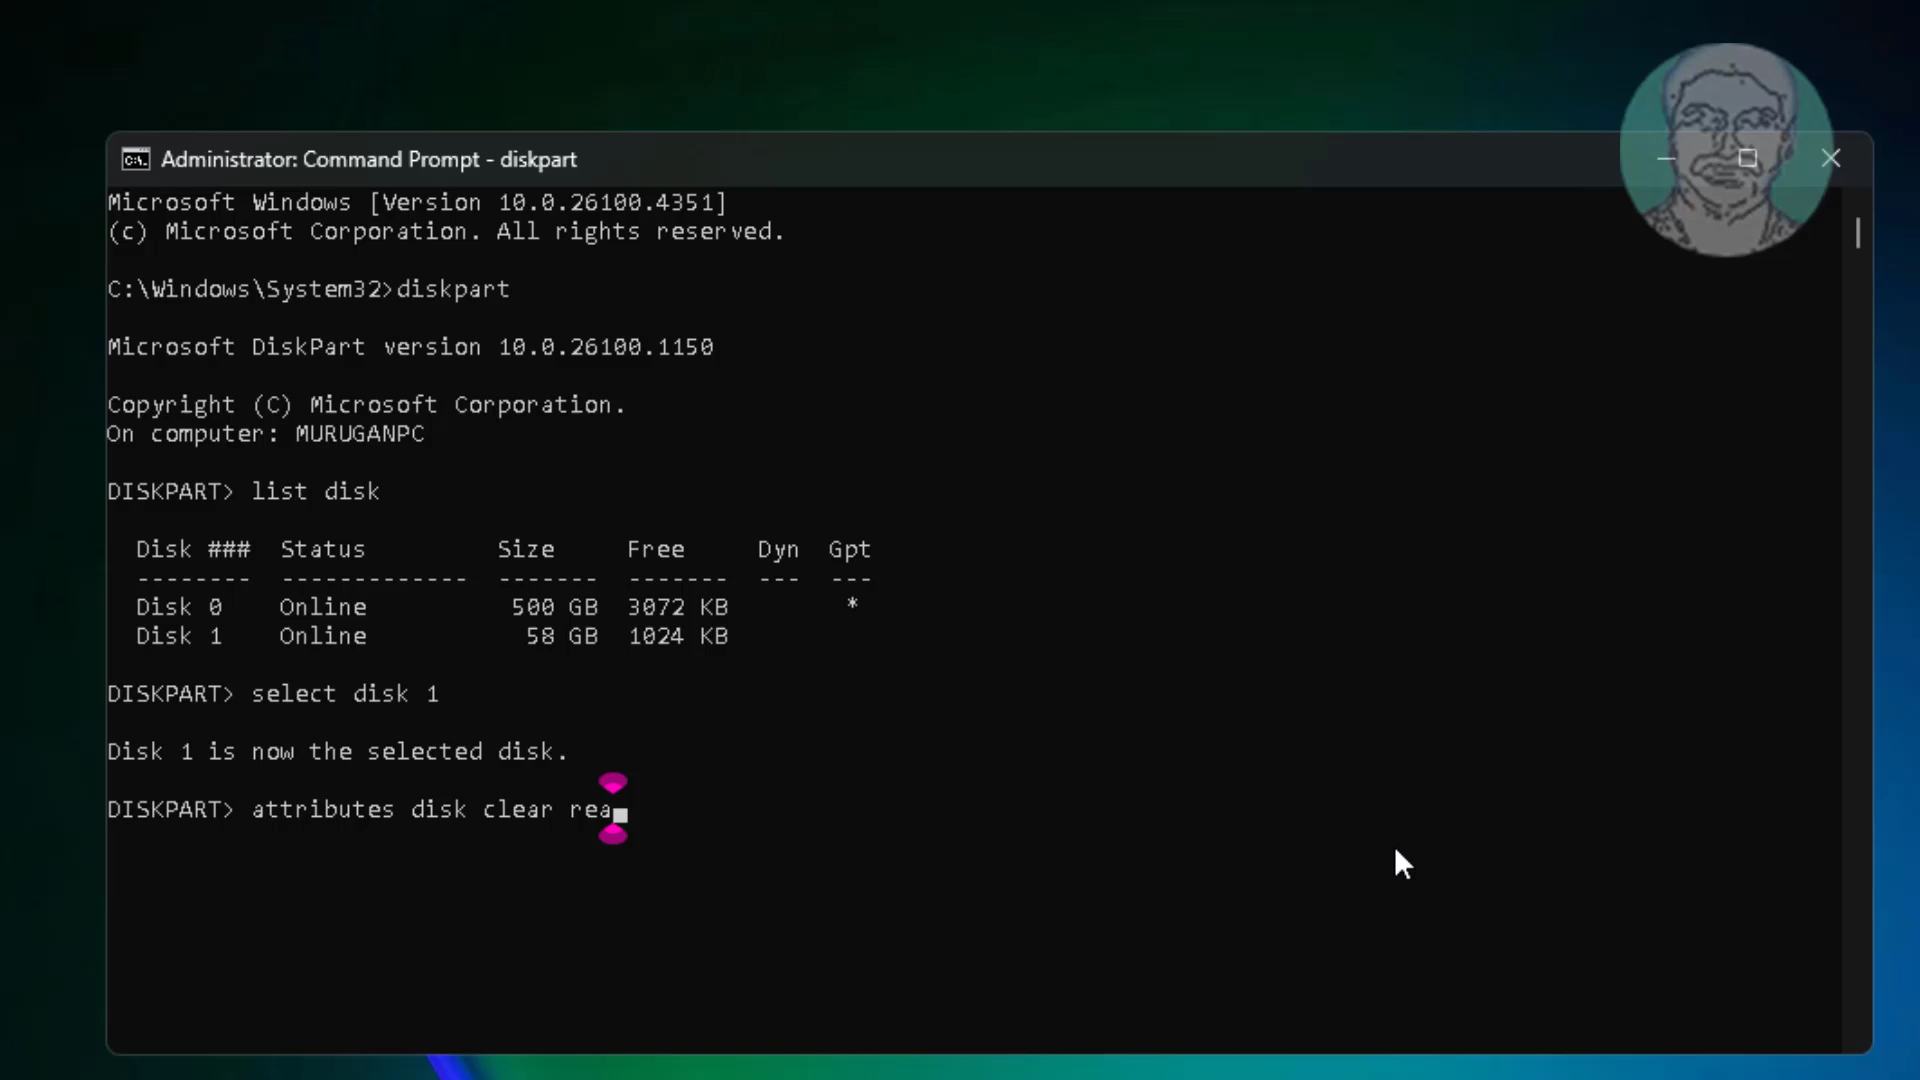 Administrator: Command Prompt - diskpart
Microsoft Windows [Version 10.0.26100.4351]
(c) Microsoft Corporation. All rights reserved.
C:\Windows\System32>diskpart
Microsoft DiskPart version 10.0.26100.1150
Copyright (C) Microsoft Corporation.
On computer: MURUGANPC
DISKPART> list disk
Disk ###  Status         Size     Free     Dyn  Gpt
--------  -------------  -------  -------  ---  ---
Disk 0    Online          500 GB  3072 KB        *
Disk 1    Online           58 GB  1024 KB
DISKPART> select disk 1
Disk 1 is now the selected disk.
DISKPART> attributes disk clear rea